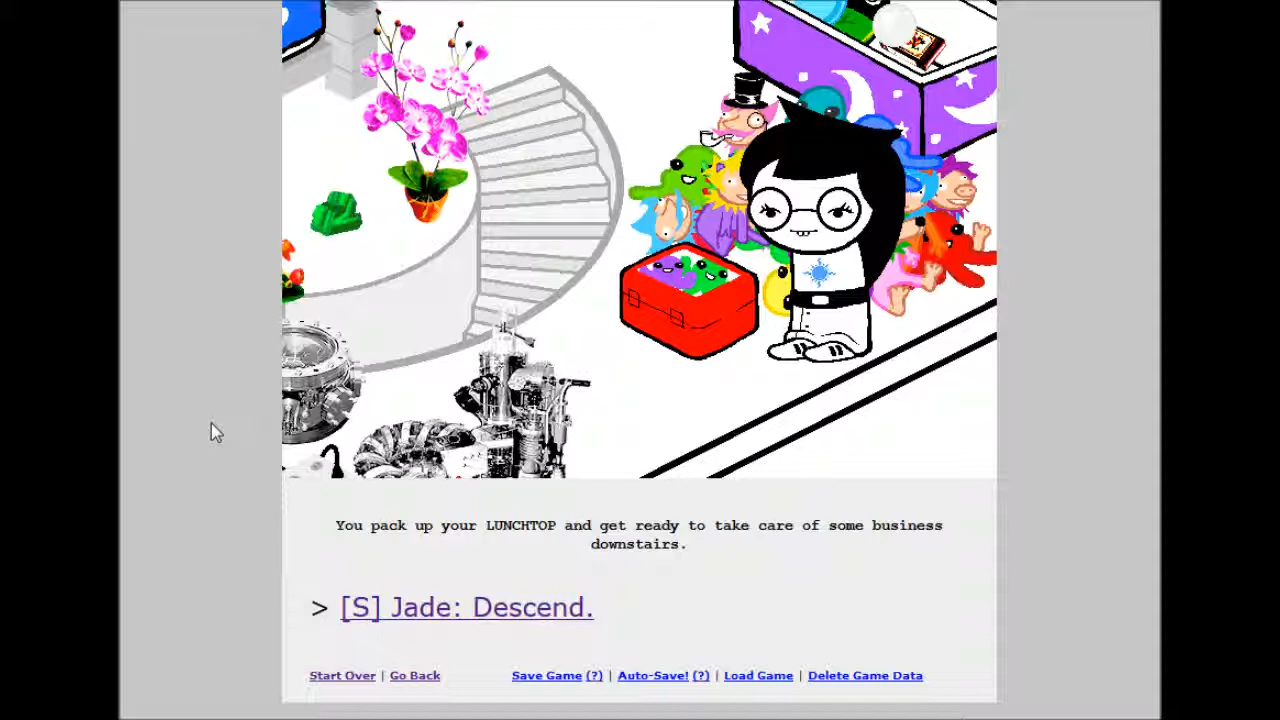 You pack up your LUNCHTOP and get ready to take care of some business
downstairs.
> [S] Jade: Descend.
Start Over | Go Back Save Game (?) | Auto-Save! (?) | Load Game | Delete Game Data